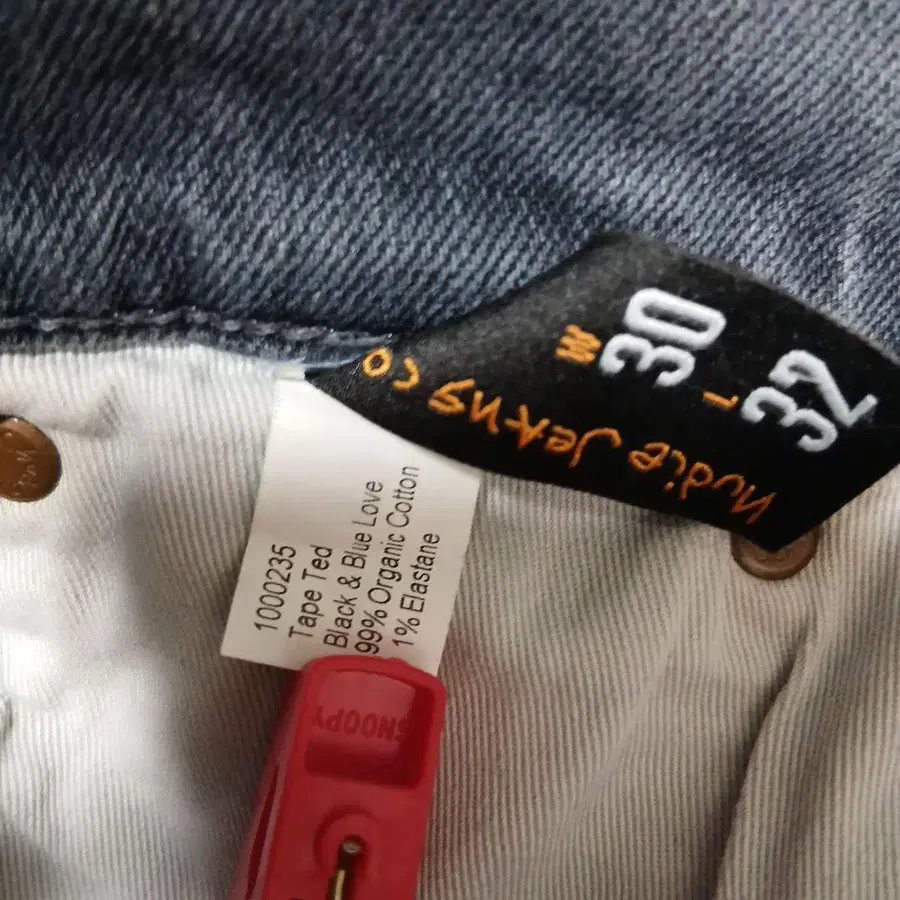 W 30
L 32
Nudie Jeans co
1000235
Tape Ted
Black & Blue Love
99% Organic Cotton
1% Elastane
SNOOPY